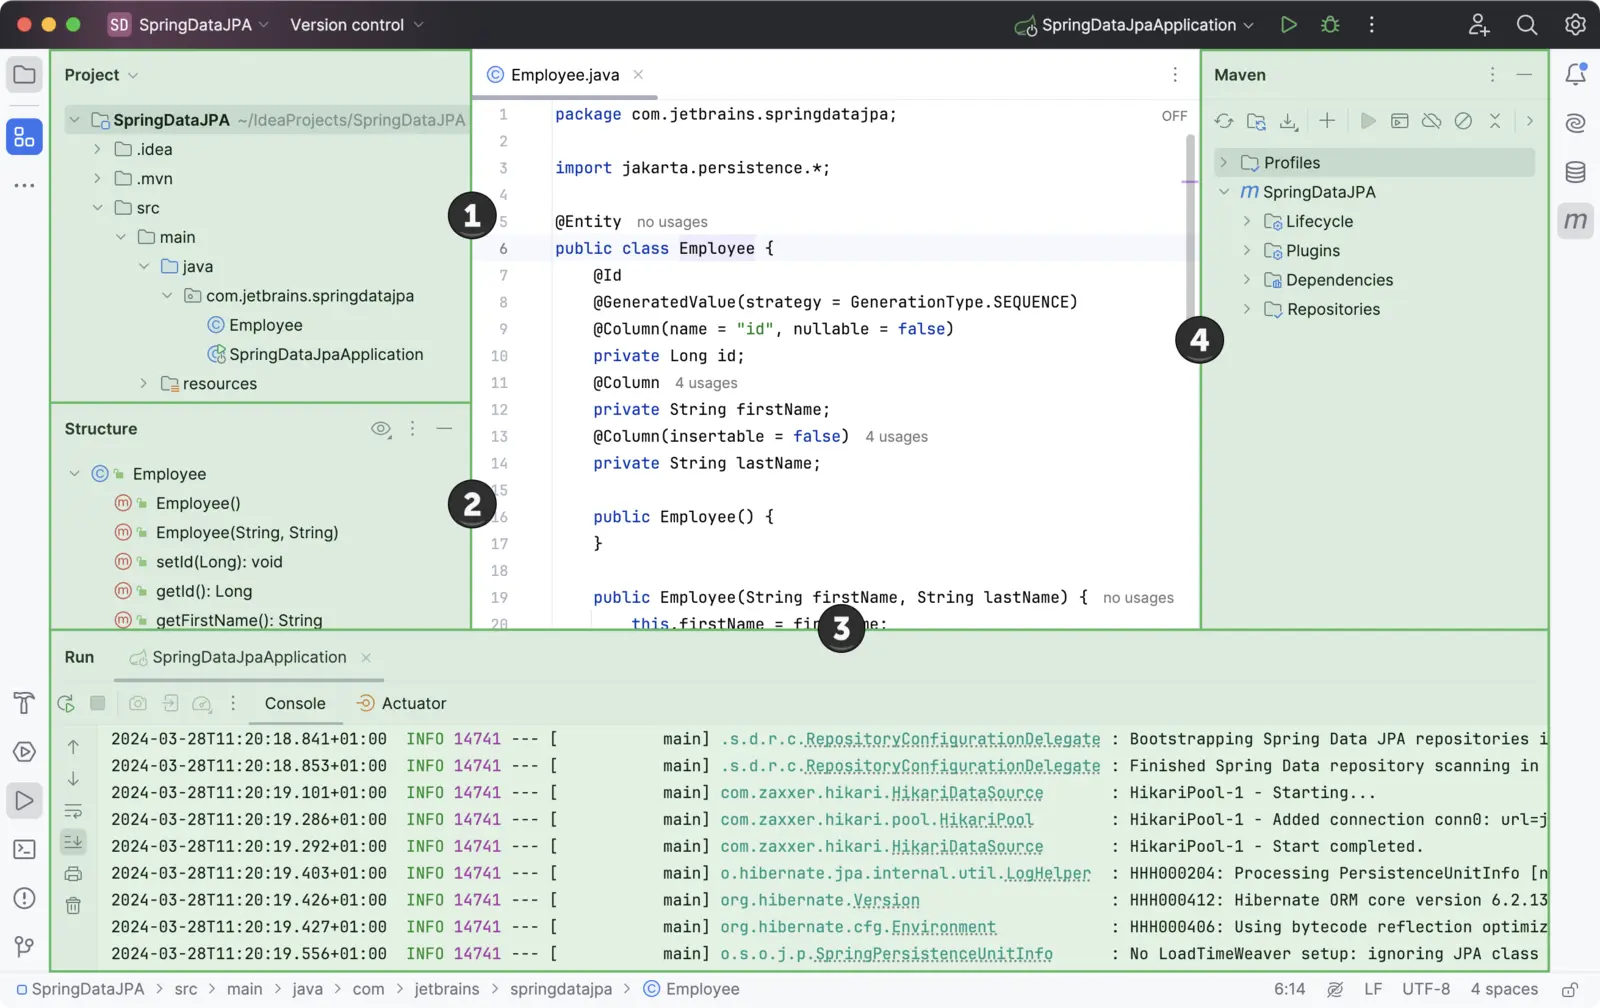 SD SpringDataJPA Version control SpringDataJpaApplication
Project
SpringDataJPA ~/IdeaProjects/SpringDataJPA
.idea
.mvn
src
main
java
com.jetbrains.springdatajpa
Employee
SpringDataJpaApplication
resources
1
Structure
Employee
Employee()
Employee(String, String)
setId(Long): void
getId(): Long
getFirstName(): String
2
Employee.java
OFF
1 package com.jetbrains.springdatajpa;
2
3 import jakarta.persistence.*;
4
5 @Entity no usages
6 public class Employee {
7 @Id
8 @GeneratedValue(strategy = GenerationType.SEQUENCE)
9 @Column(name = "id", nullable = false)
10 private Long id;
11 @Column 4 usages
12 private String firstName;
13 @Column(insertable = false) 4 usages
14 private String lastName;
15
16 public Employee() {
17 }
18
19 public Employee(String firstName, String lastName) { no usages
20 this.firstName = fir me;
3
Maven
Profiles
m SpringDataJPA
Lifecycle
Plugins
Dependencies
Repositories
4
m
Run SpringDataJpaApplication
Console Actuator
2024-03-28T11:20:18.841+01:00 INFO 14741 --- [ main] .s.d.r.c.RepositoryConfigurationDelegate : Bootstrapping Spring Data JPA repositories i
2024-03-28T11:20:18.853+01:00 INFO 14741 --- [ main] .s.d.r.c.RepositoryConfigurationDelegate : Finished Spring Data repository scanning in
2024-03-28T11:20:19.101+01:00 INFO 14741 --- [ main] com.zaxxer.hikari.HikariDataSource : HikariPool-1 - Starting...
2024-03-28T11:20:19.286+01:00 INFO 14741 --- [ main] com.zaxxer.hikari.pool.HikariPool : HikariPool-1 - Added connection conn0: url=j
2024-03-28T11:20:19.292+01:00 INFO 14741 --- [ main] com.zaxxer.hikari.HikariDataSource : HikariPool-1 - Start completed.
2024-03-28T11:20:19.403+01:00 INFO 14741 --- [ main] o.hibernate.jpa.internal.util.LogHelper : HHH000204: Processing PersistenceUnitInfo [n
2024-03-28T11:20:19.426+01:00 INFO 14741 --- [ main] org.hibernate.Version : HHH000412: Hibernate ORM core version 6.2.13
2024-03-28T11:20:19.427+01:00 INFO 14741 --- [ main] org.hibernate.cfg.Environment : HHH000406: Using bytecode reflection optimiz
2024-03-28T11:20:19.556+01:00 INFO 14741 --- [ main] o.s.o.j.p.SpringPersistenceUnitInfo : No LoadTimeWeaver setup: ignoring JPA class
SpringDataJPA > src > main > java > com > jetbrains > springdatajpa > Employee 6:14 LF UTF-8 4 spaces